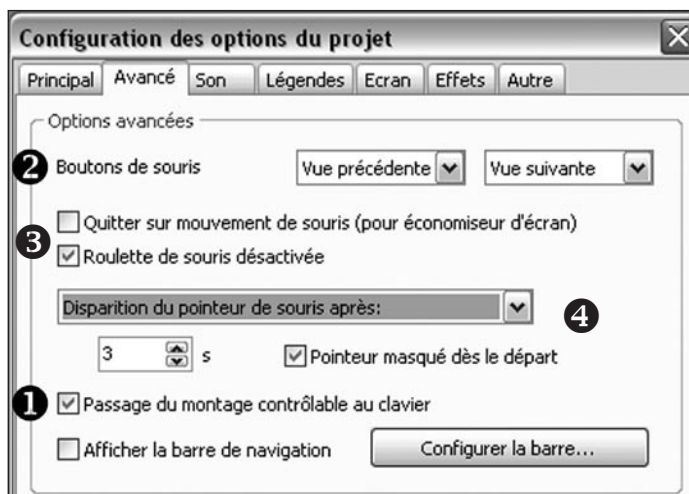 Configuration des options du projet
Principal Avancé Son Légendes Ecran Effets Autre
Options avancées
2 Boutons de souris Vue précédente Vue suivante
Quitter sur mouvement de souris (pour économiseur d'écran)
3
Roulette de souris désactivée
Disparition du pointeur de souris après: 4
3 s Pointeur masqué dès le départ
1 Passage du montage contrôlable au clavier
Afficher la barre de navigation Configurer la barre...